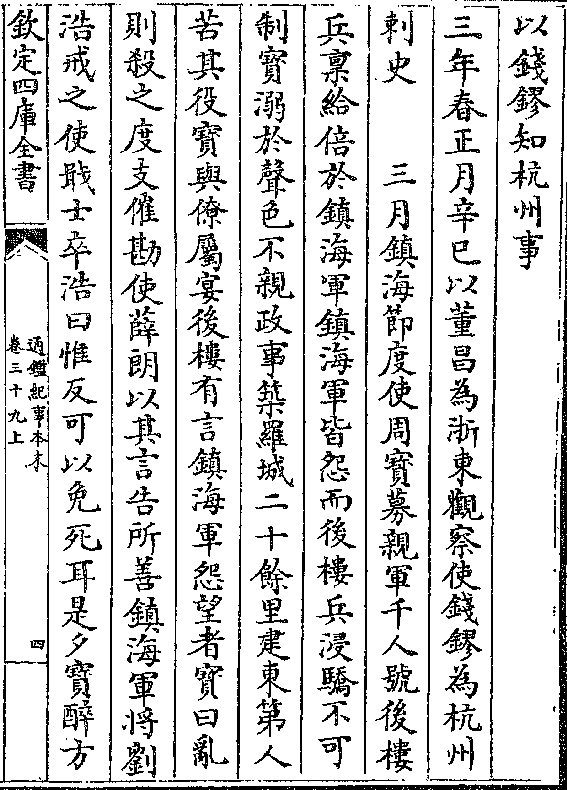 以錢鏐知杭州事
三年春正月辛巳以董昌為浙東觀察使錢鏐為杭州
刺史　三月鎮海節度使周寶募親軍千人號後樓
兵稟給倍於鎮海軍鎮海軍皆怨而後樓兵浸驕不可
制寶溺於聲色不親政事築羅城二十餘里建東第人
苦其役寶與僚屬宴後樓有言鎮海軍怨望者寶曰亂
則殺之度支催勘使薛朗以其言告所善鎮海軍將劉
浩戒之使戢士卒浩曰惟反可以免死耳是夕寶醉方
欽定四庫全書
通鑑紀事本末
卷三十九上
四